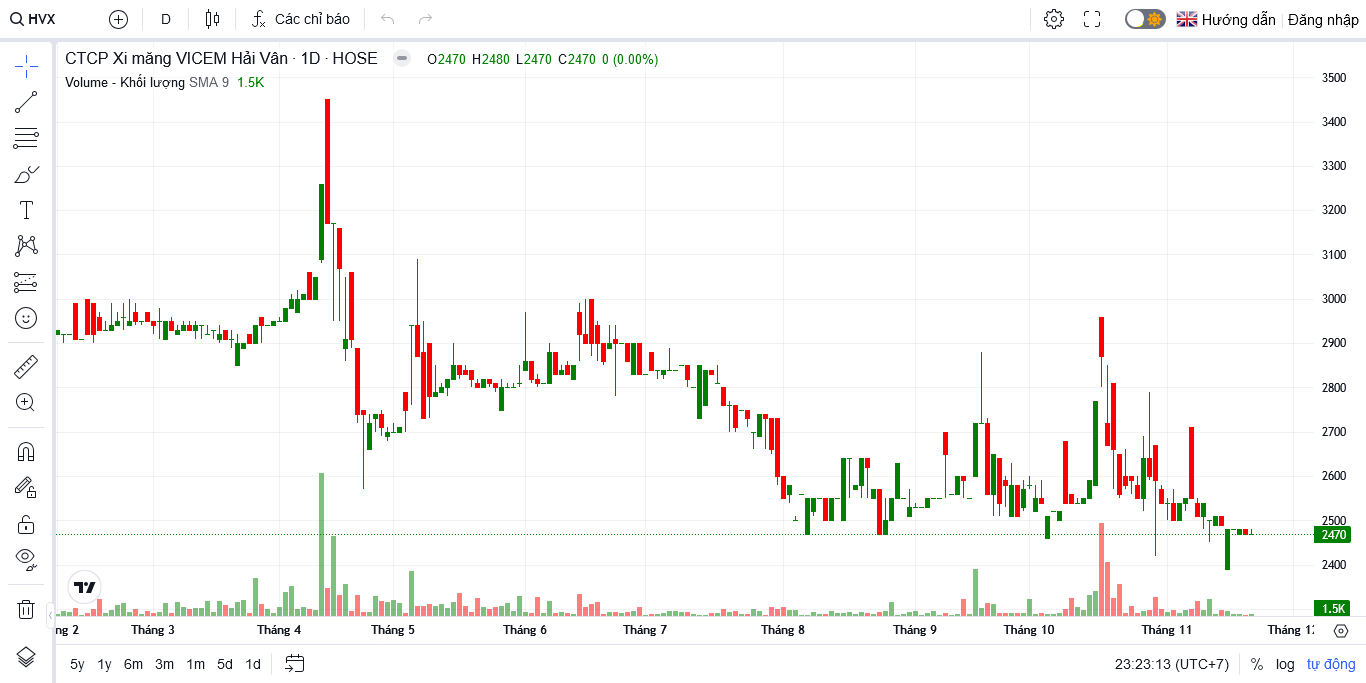 HVX D Các chỉ báo Hướng dẫn Đăng nhập
CTCP Xi măng VICEM Hải Vân · 1D · HOSE O2470 H2480 L2470 C2470 0 (0.00%)
Volume - Khối lượng SMA 9 1.5K
3500
3400
3300
3200
3100
3000
2900
2800
2700
2600
2500
2470
2400
1.5K
ng 2 Tháng 3 Tháng 4 Tháng 5 Tháng 6 Tháng 7 Tháng 8 Tháng 9 Tháng 10 Tháng 11 Tháng 12
5y 1y 6m 3m 1m 5d 1d 23:23:13 (UTC+7) % log tự động